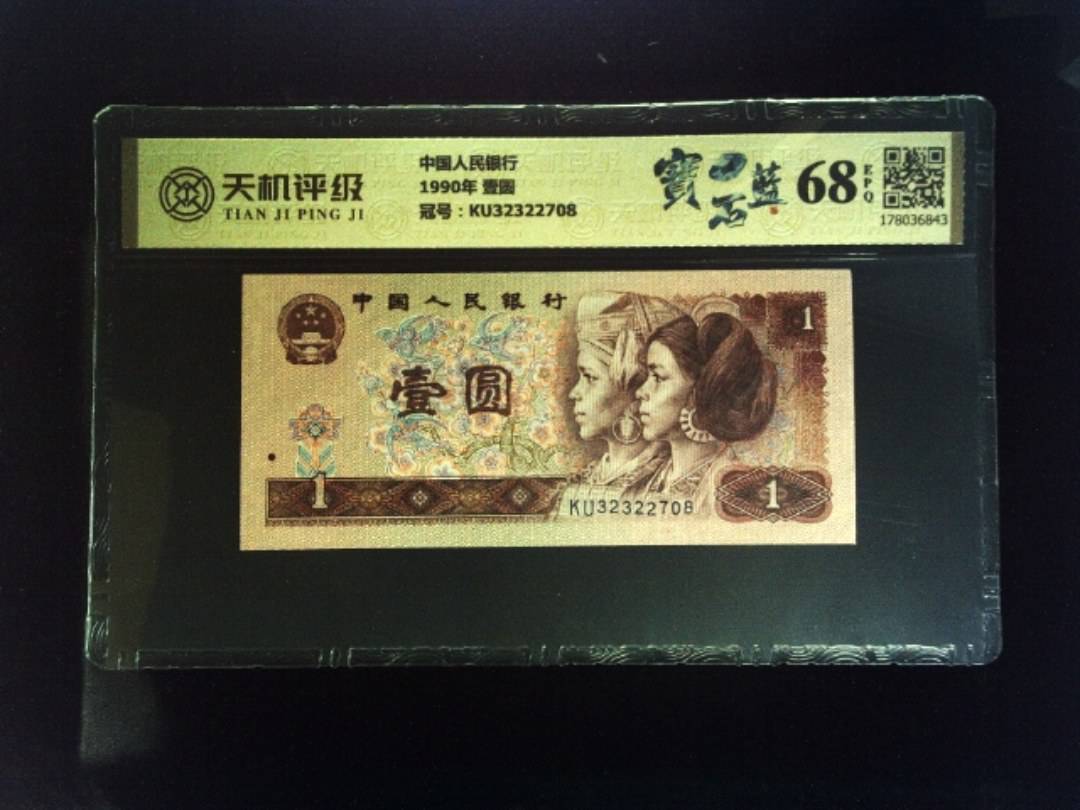 天机评级
TIAN JI PING JI
中国人民银行
1990年 壹圆
冠号：KU32322708
寶石藍
68
EPQ
178036843
中国人民银行
1
壹圆
1
KU32322708
1